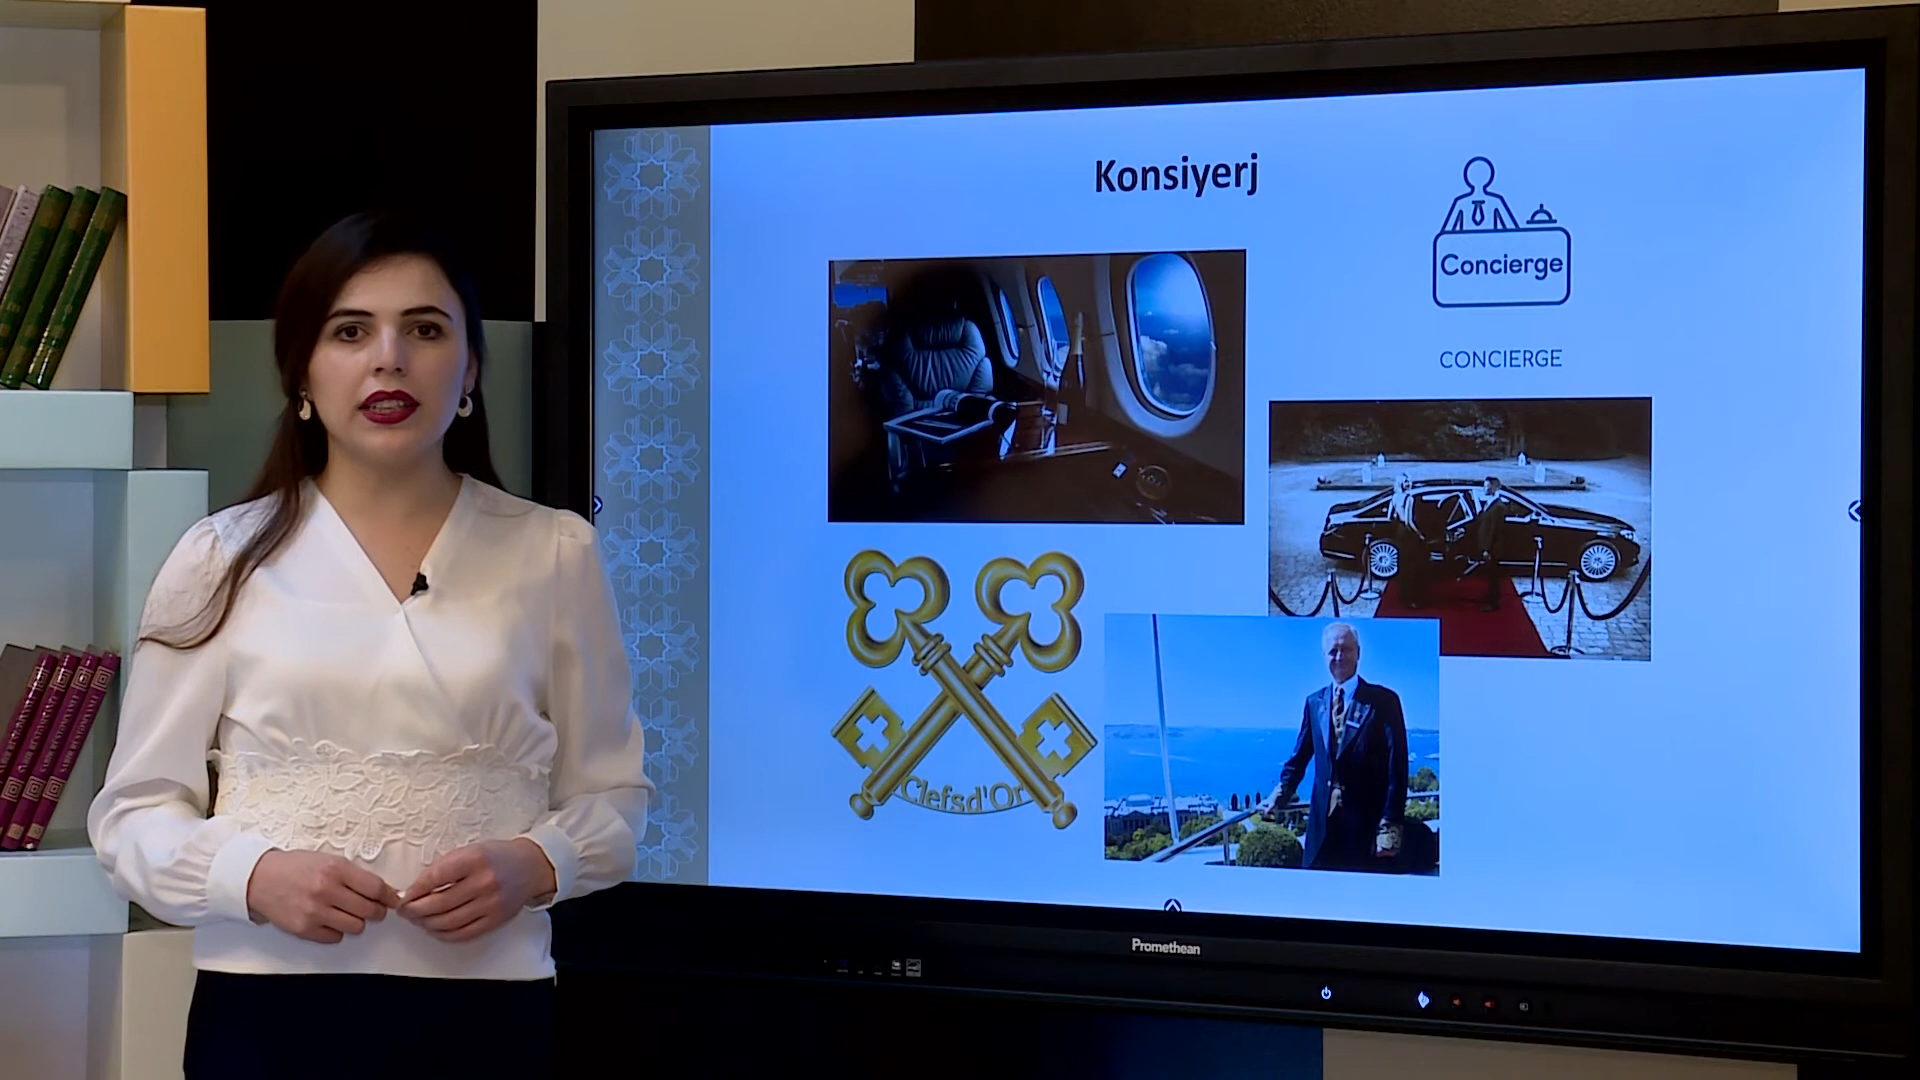 Konsiyerj
Concierge
CONCIERGE
Clefsd'Or
Promethean